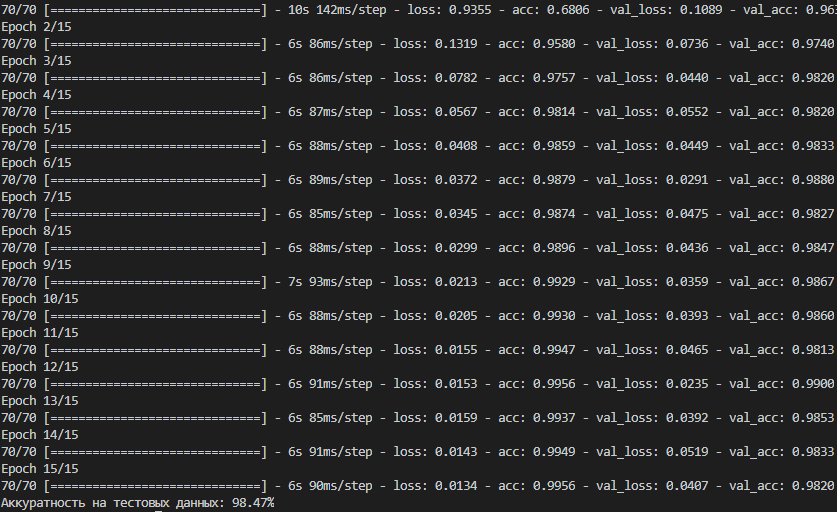 70/70 [==============================] - 10s 142ms/step - loss: 0.9355 - acc: 0.6806 - val_loss: 0.1089 - val_acc: 0.963
Epoch 2/15
70/70 [==============================] - 6s 86ms/step - loss: 0.1319 - acc: 0.9580 - val_loss: 0.0736 - val_acc: 0.9740
Epoch 3/15
70/70 [==============================] - 6s 86ms/step - loss: 0.0782 - acc: 0.9757 - val_loss: 0.0440 - val_acc: 0.9820
Epoch 4/15
70/70 [==============================] - 6s 87ms/step - loss: 0.0567 - acc: 0.9814 - val_loss: 0.0552 - val_acc: 0.9820
Epoch 5/15
70/70 [==============================] - 6s 88ms/step - loss: 0.0408 - acc: 0.9859 - val_loss: 0.0449 - val_acc: 0.9833
Epoch 6/15
70/70 [==============================] - 6s 89ms/step - loss: 0.0372 - acc: 0.9879 - val_loss: 0.0291 - val_acc: 0.9880
Epoch 7/15
70/70 [==============================] - 6s 85ms/step - loss: 0.0345 - acc: 0.9874 - val_loss: 0.0475 - val_acc: 0.9827
Epoch 8/15
70/70 [==============================] - 6s 88ms/step - loss: 0.0299 - acc: 0.9896 - val_loss: 0.0436 - val_acc: 0.9847
Epoch 9/15
70/70 [==============================] - 7s 93ms/step - loss: 0.0213 - acc: 0.9929 - val_loss: 0.0359 - val_acc: 0.9867
Epoch 10/15
70/70 [==============================] - 6s 88ms/step - loss: 0.0205 - acc: 0.9930 - val_loss: 0.0393 - val_acc: 0.9860
Epoch 11/15
70/70 [==============================] - 6s 88ms/step - loss: 0.0155 - acc: 0.9947 - val_loss: 0.0465 - val_acc: 0.9813
Epoch 12/15
70/70 [==============================] - 6s 91ms/step - loss: 0.0153 - acc: 0.9956 - val_loss: 0.0235 - val_acc: 0.9900
Epoch 13/15
70/70 [==============================] - 6s 85ms/step - loss: 0.0159 - acc: 0.9937 - val_loss: 0.0392 - val_acc: 0.9853
Epoch 14/15
70/70 [==============================] - 6s 91ms/step - loss: 0.0143 - acc: 0.9949 - val_loss: 0.0519 - val_acc: 0.9833
Epoch 15/15
70/70 [==============================] - 6s 90ms/step - loss: 0.0134 - acc: 0.9956 - val_loss: 0.0407 - val_acc: 0.9820
Аккуратность на тестовых данных: 98.47%